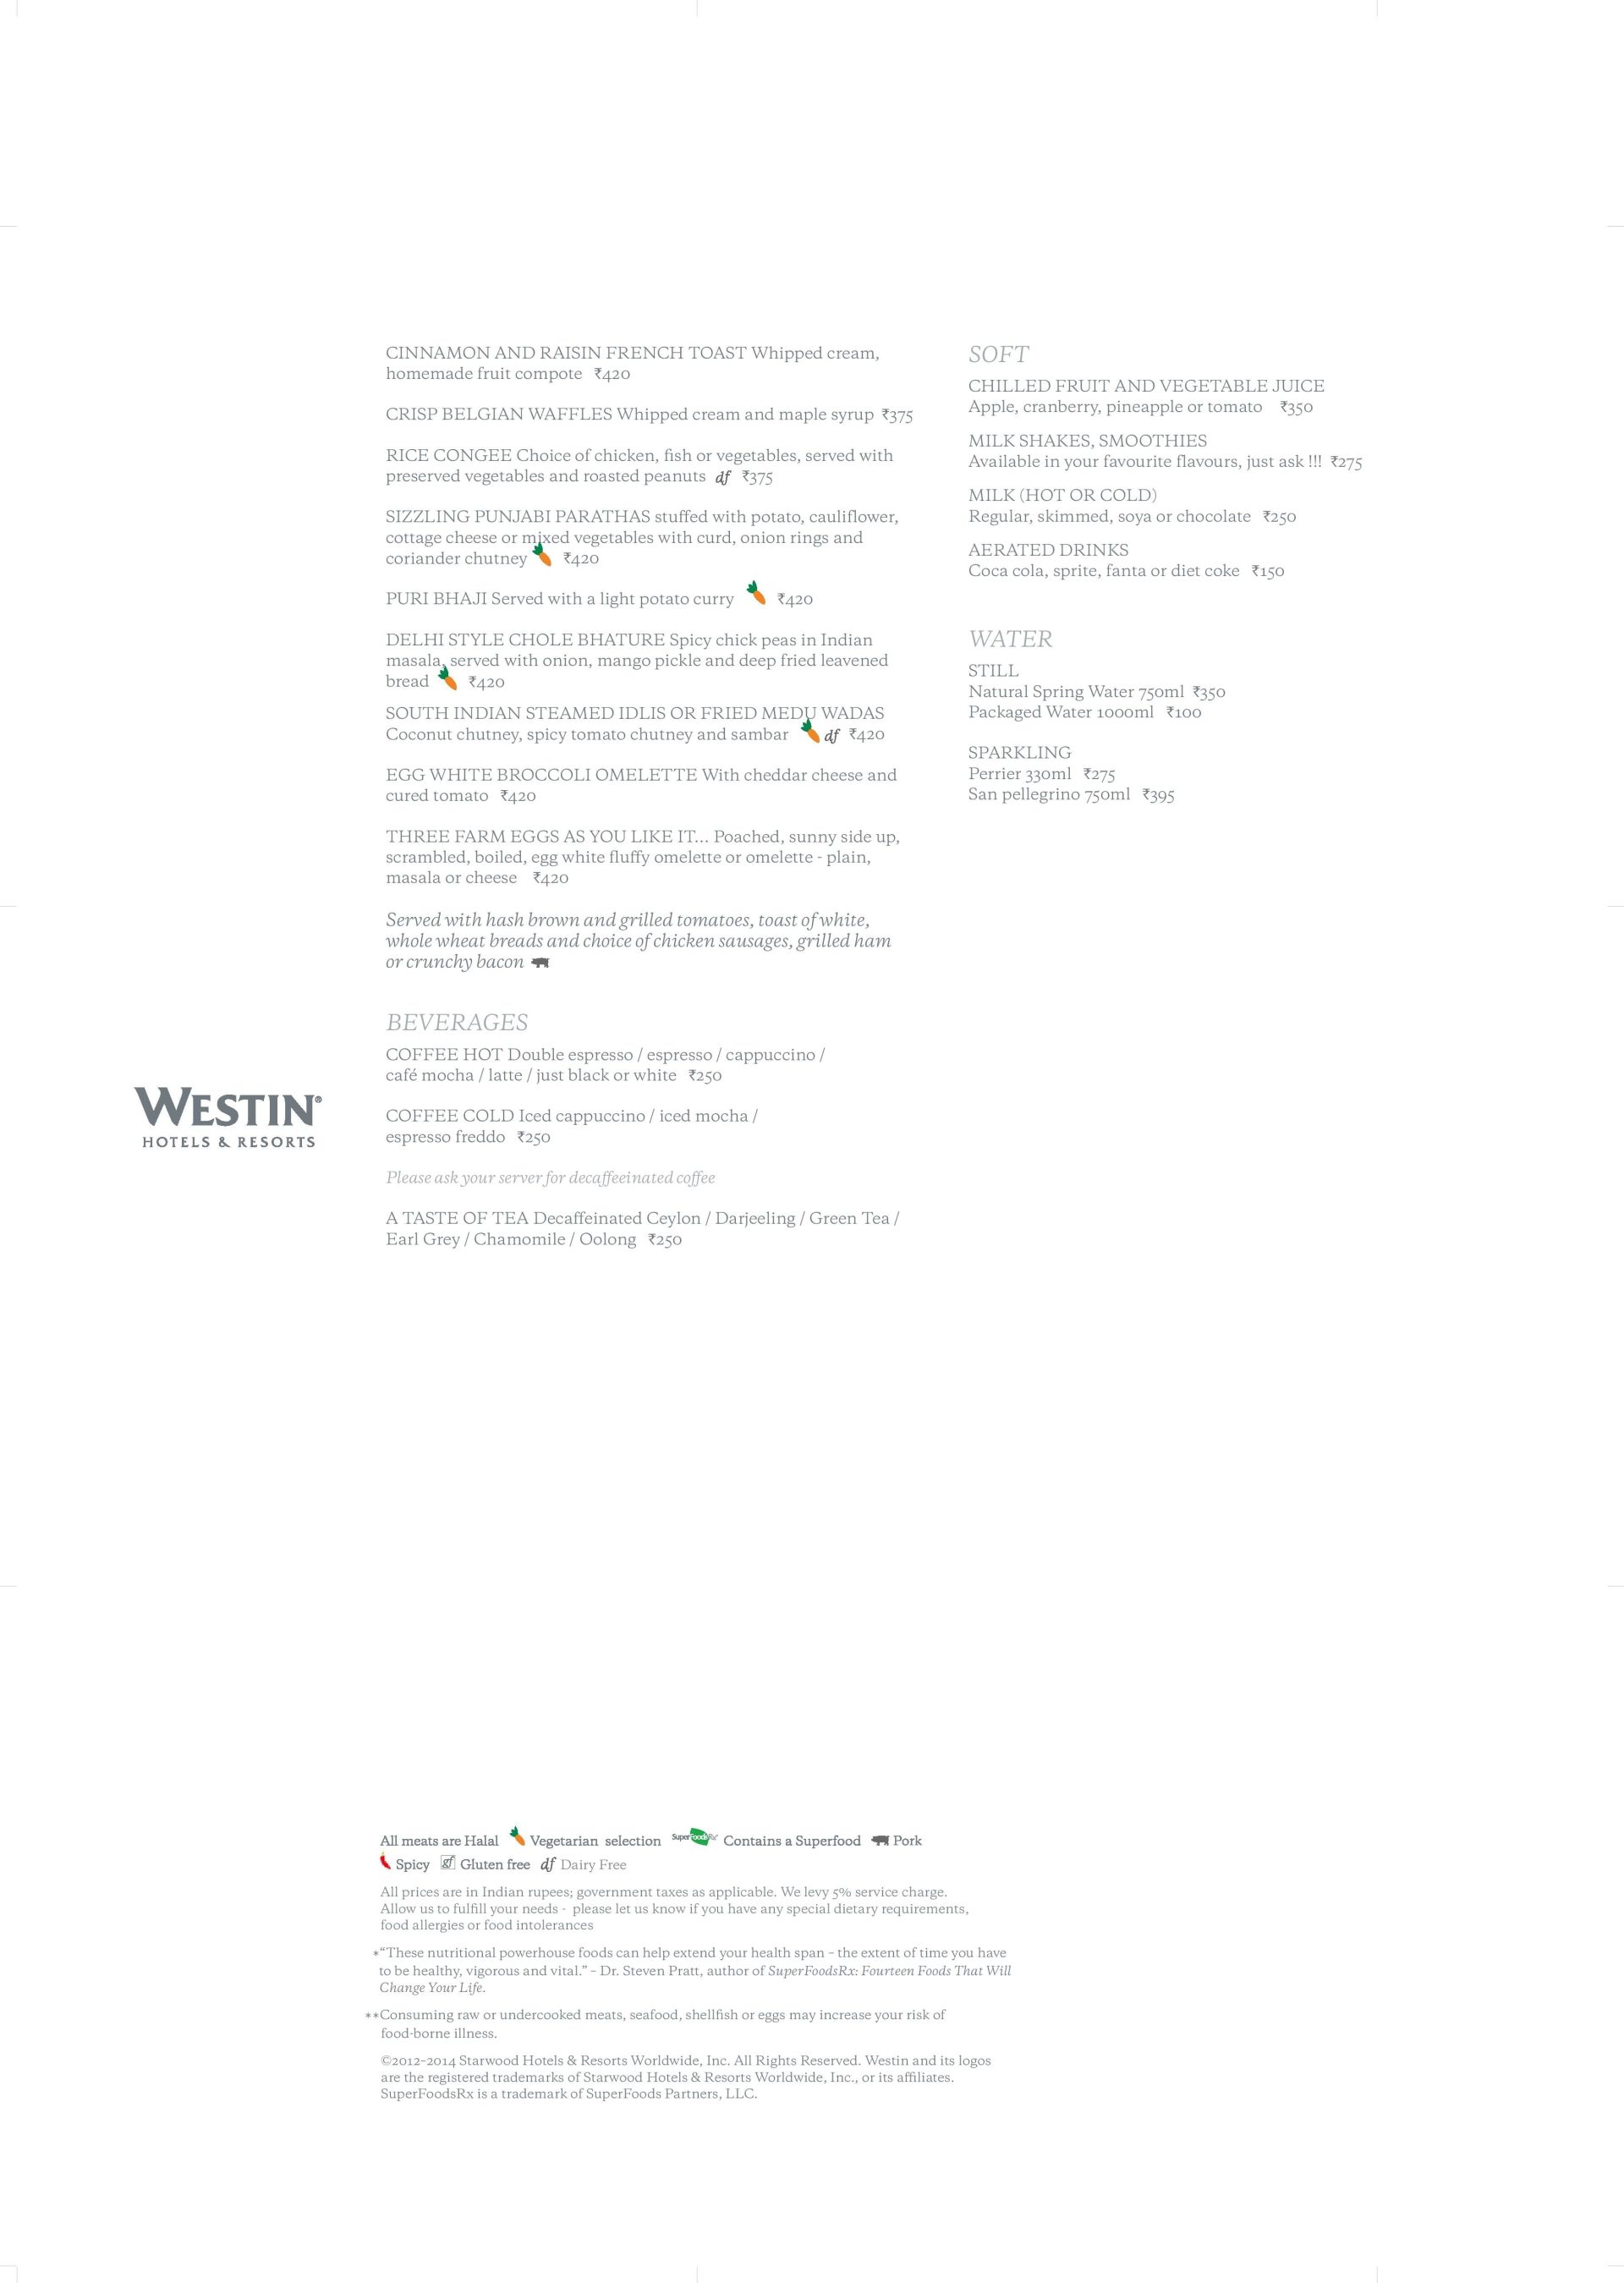 CINNAMON AND RAISIN FRENCH TOAST Whipped cream,
homemade fruit compote ₹420
CRISP BELGIAN WAFFLES Whipped cream and maple syrup ₹375
RICE CONGEE Choice of chicken, fish or vegetables, served with
preserved vegetables and roasted peanuts df ₹375
SIZZLING PUNJABI PARATHAS stuffed with potato, cauliflower,
cottage cheese or mixed vegetables with curd, onion rings and
coriander chutney ₹420
PURI BHAJI Served with a light potato curry ₹420
DELHI STYLE CHOLE BHATURE Spicy chick peas in Indian
masala, served with onion, mango pickle and deep fried leavened
bread ₹420
SOUTH INDIAN STEAMED IDLIS OR FRIED MEDU WADAS
Coconut chutney, spicy tomato chutney and sambar df ₹420
EGG WHITE BROCCOLI OMELETTE With cheddar cheese and
cured tomato ₹420
THREE FARM EGGS AS YOU LIKE IT... Poached, sunny side up,
scrambled, boiled, egg white fluffy omelette or omelette - plain,
masala or cheese ₹420
Served with hash brown and grilled tomatoes, toast of white,
whole wheat breads and choice of chicken sausages, grilled ham
or crunchy bacon
BEVERAGES
COFFEE HOT Double espresso / espresso / cappuccino /
café mocha / latte / just black or white ₹250
COFFEE COLD Iced cappuccino / iced mocha /
espresso freddo ₹250
Please ask your server for decaffeeinated coffee
A TASTE OF TEA Decaffeinated Ceylon / Darjeeling / Green Tea /
Earl Grey / Chamomile / Oolong ₹250
SOFT
CHILLED FRUIT AND VEGETABLE JUICE
Apple, cranberry, pineapple or tomato ₹350
MILK SHAKES, SMOOTHIES
Available in your favourite flavours, just ask !!! ₹275
MILK (HOT OR COLD)
Regular, skimmed, soya or chocolate ₹250
AERATED DRINKS
Coca cola, sprite, fanta or diet coke ₹150
WATER
STILL
Natural Spring Water 750ml ₹350
Packaged Water 1000ml ₹100
SPARKLING
Perrier 330ml ₹275
San pellegrino 750ml ₹395
WESTIN®
HOTELS & RESORTS
All meats are Halal Vegetarian selection SuperFoodsRx Contains a Superfood Pork
Spicy gf Gluten free df Dairy Free
All prices are in Indian rupees; government taxes as applicable. We levy 5% service charge.
Allow us to fulfill your needs - please let us know if you have any special dietary requirements,
food allergies or food intolerances
*“These nutritional powerhouse foods can help extend your health span – the extent of time you have
to be healthy, vigorous and vital.” – Dr. Steven Pratt, author of SuperFoodsRx: Fourteen Foods That Will
Change Your Life.
**Consuming raw or undercooked meats, seafood, shellfish or eggs may increase your risk of
food-borne illness.
©2012–2014 Starwood Hotels & Resorts Worldwide, Inc. All Rights Reserved. Westin and its logos
are the registered trademarks of Starwood Hotels & Resorts Worldwide, Inc., or its affiliates.
SuperFoodsRx is a trademark of SuperFoods Partners, LLC.